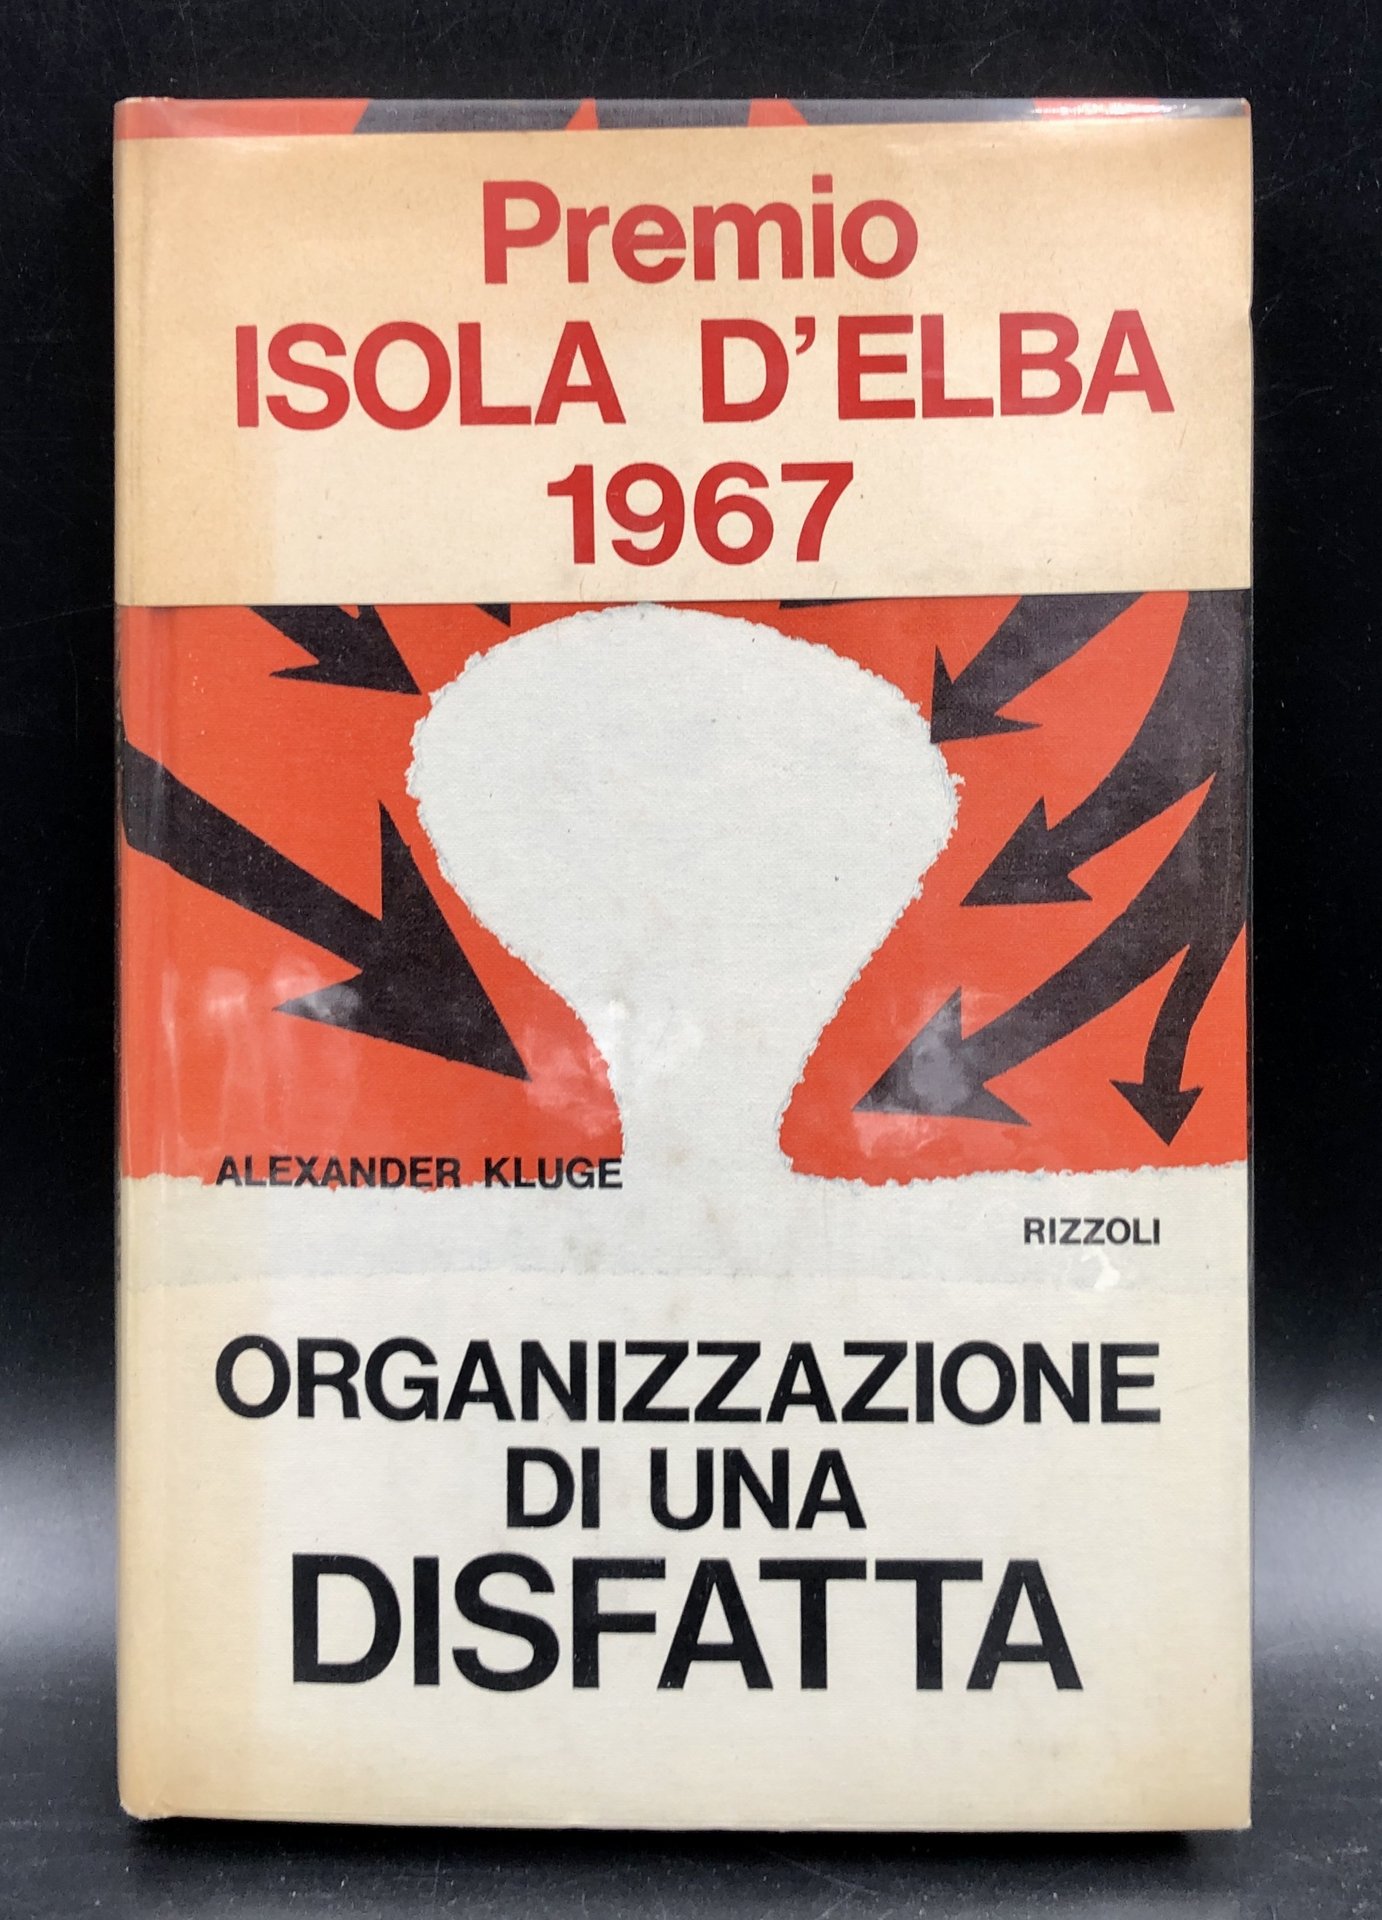 Premio
ISOLA D'ELBA
1967
ALEXANDER KLUGE
RIZZOLI
ORGANIZZAZIONE
DI UNA
DISFATTA